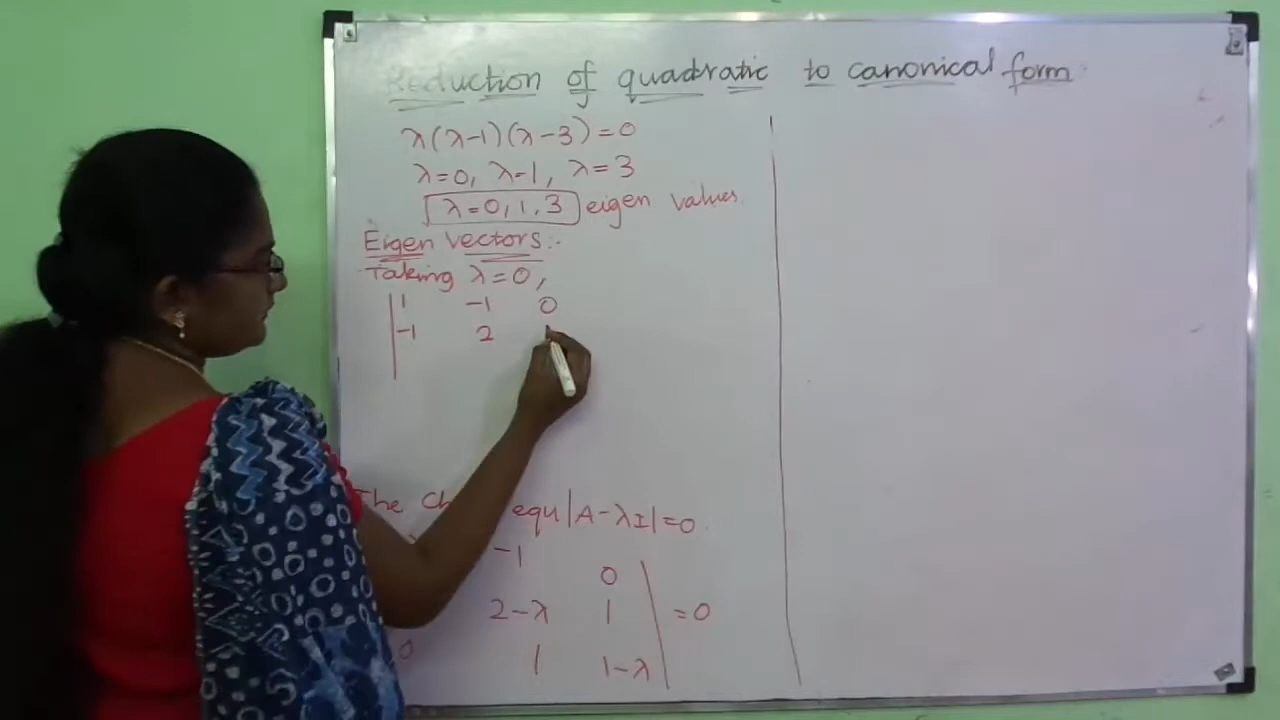 Reduction of quadratic to canonical form
λ(λ-1)(λ-3)=0
λ=0, λ=1, λ=3
λ=0,1,3 eigen values
Eigen vectors:-
Taking λ=0,
1 -1 0
-1 2
The equ |A-λI|=0
-1 0
2-λ 1 =0
0 1 1-λ